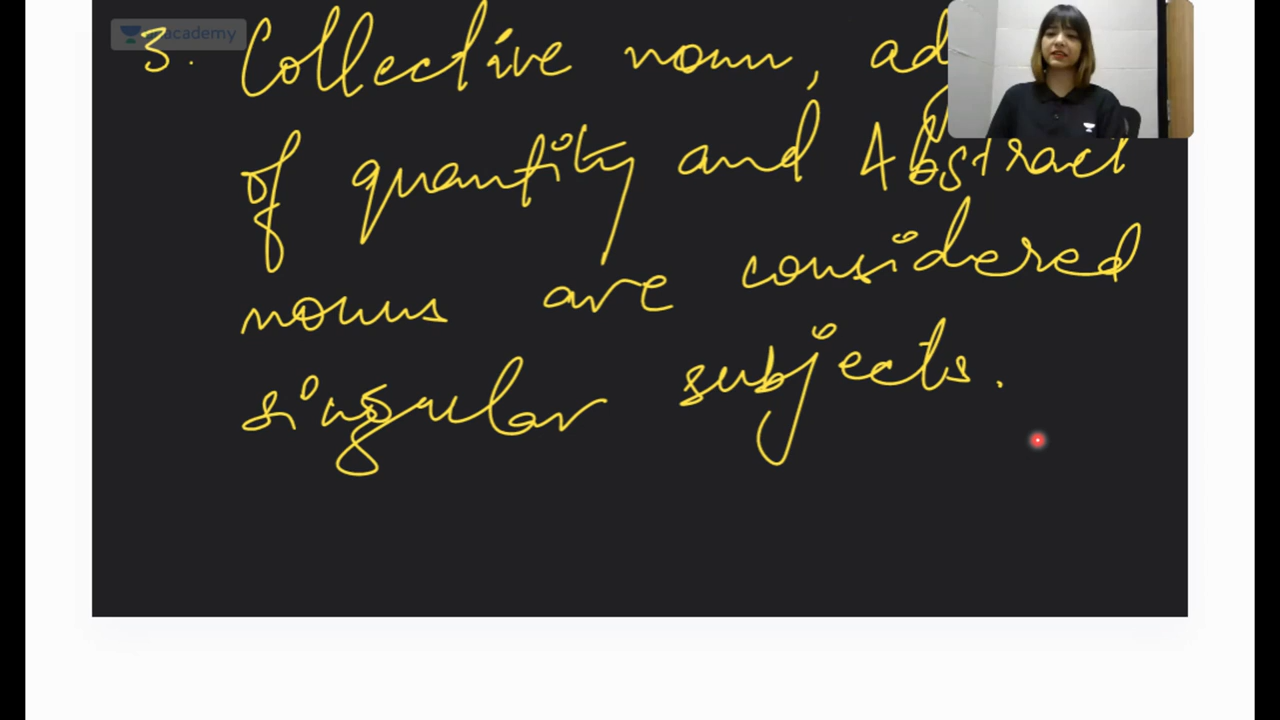 3. Collective noun, ad
of quantity and Abstract
nouns are considered
singular subjects.
academy